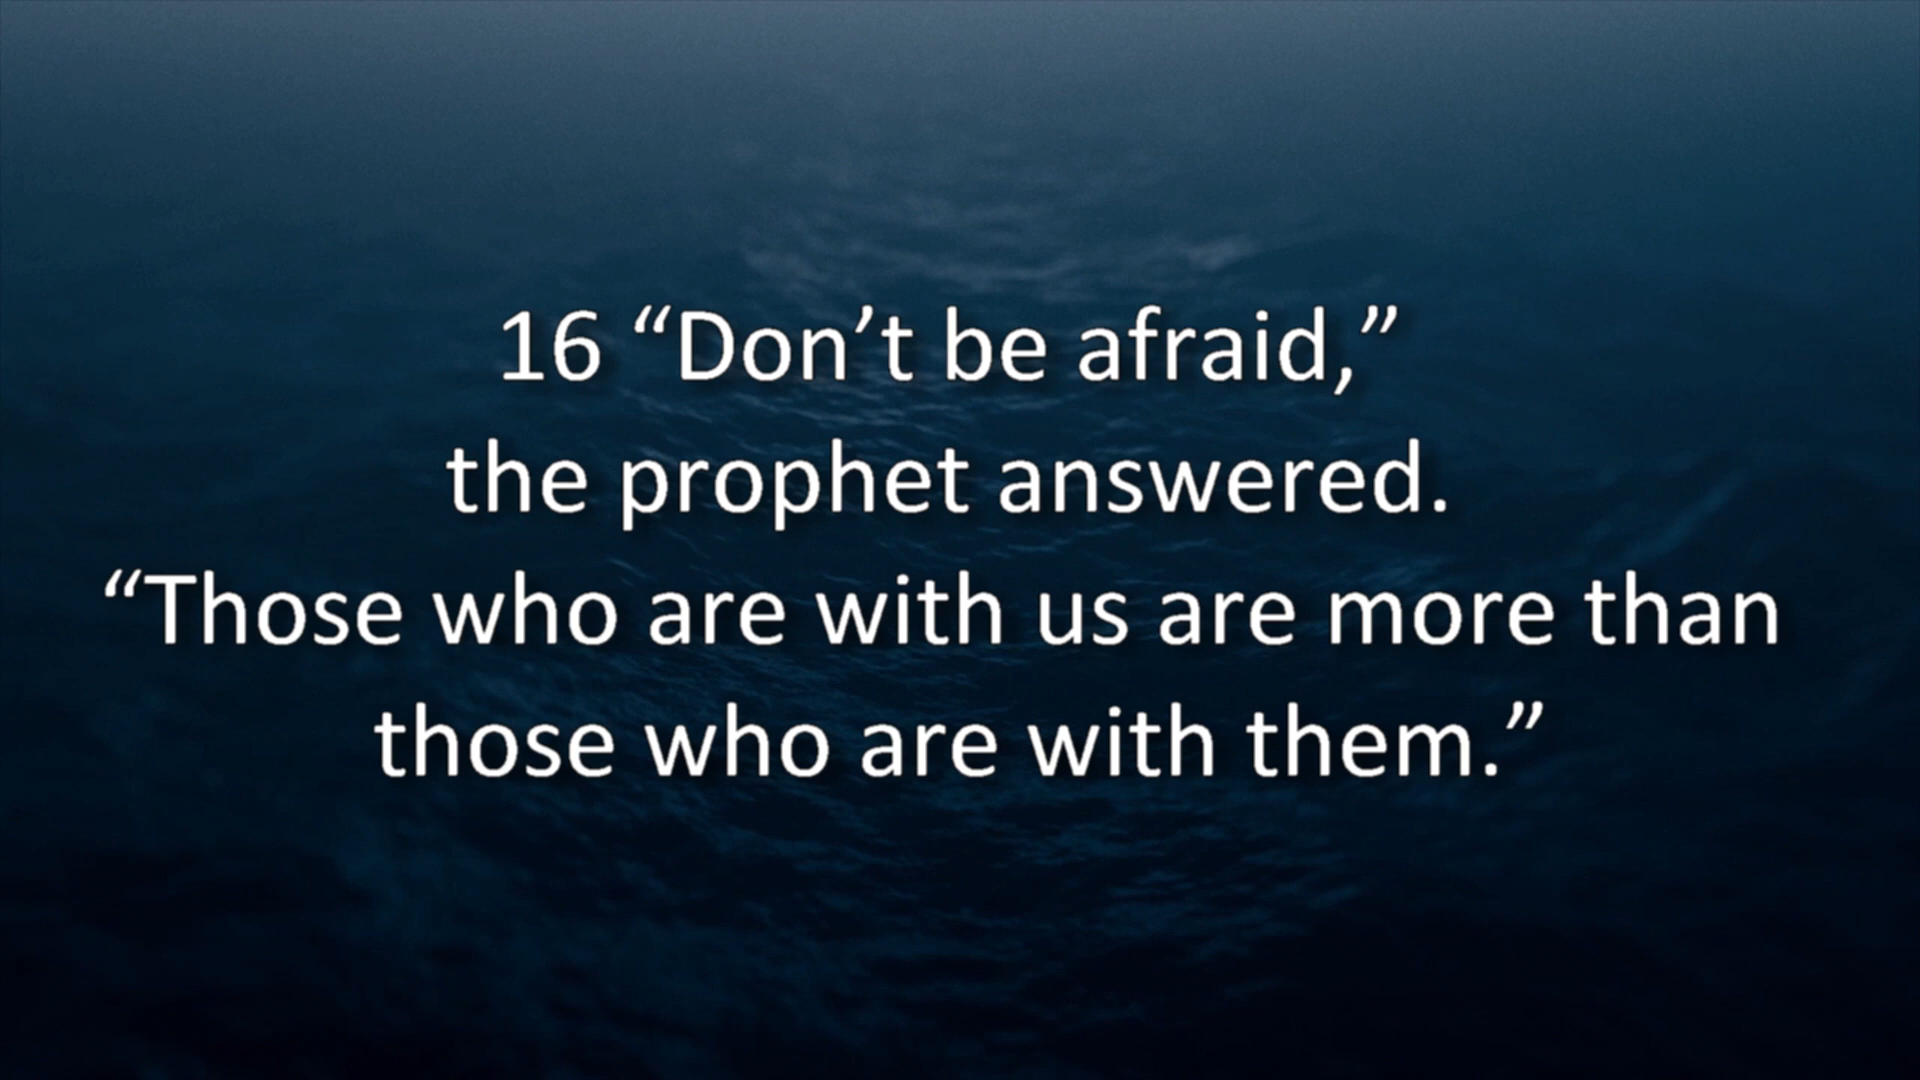 16 “Don’t be afraid,”
the prophet answered.
“Those who are with us are more than
those who are with them.”